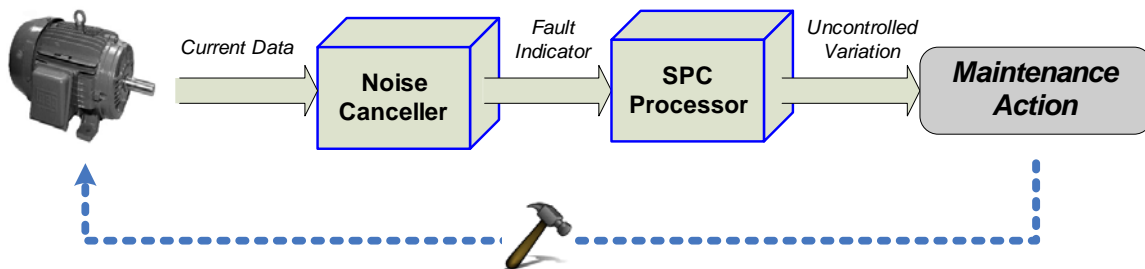 Current Data
Noise
Canceller
Fault
Indicator
SPC
Processor
Uncontrolled
Variation
Maintenance
Action